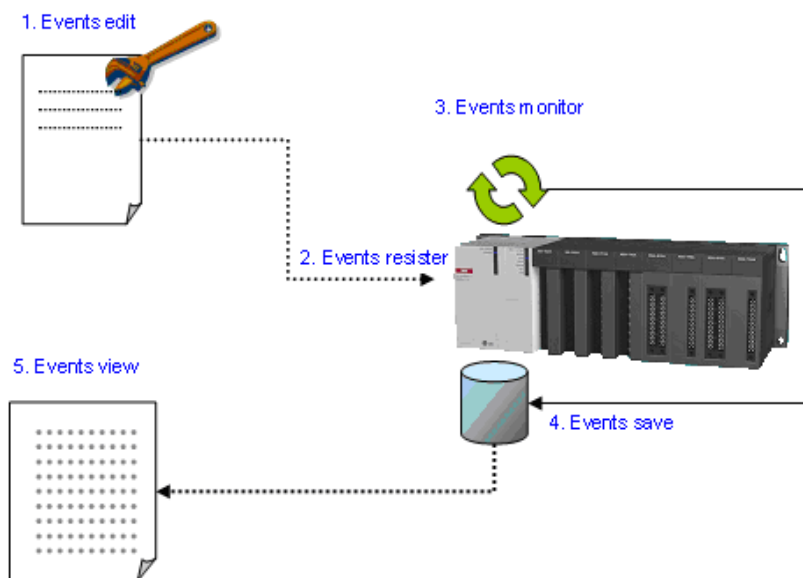 1. Events edit
3. Events monitor
2. Events resister
5. Events view
4. Events save